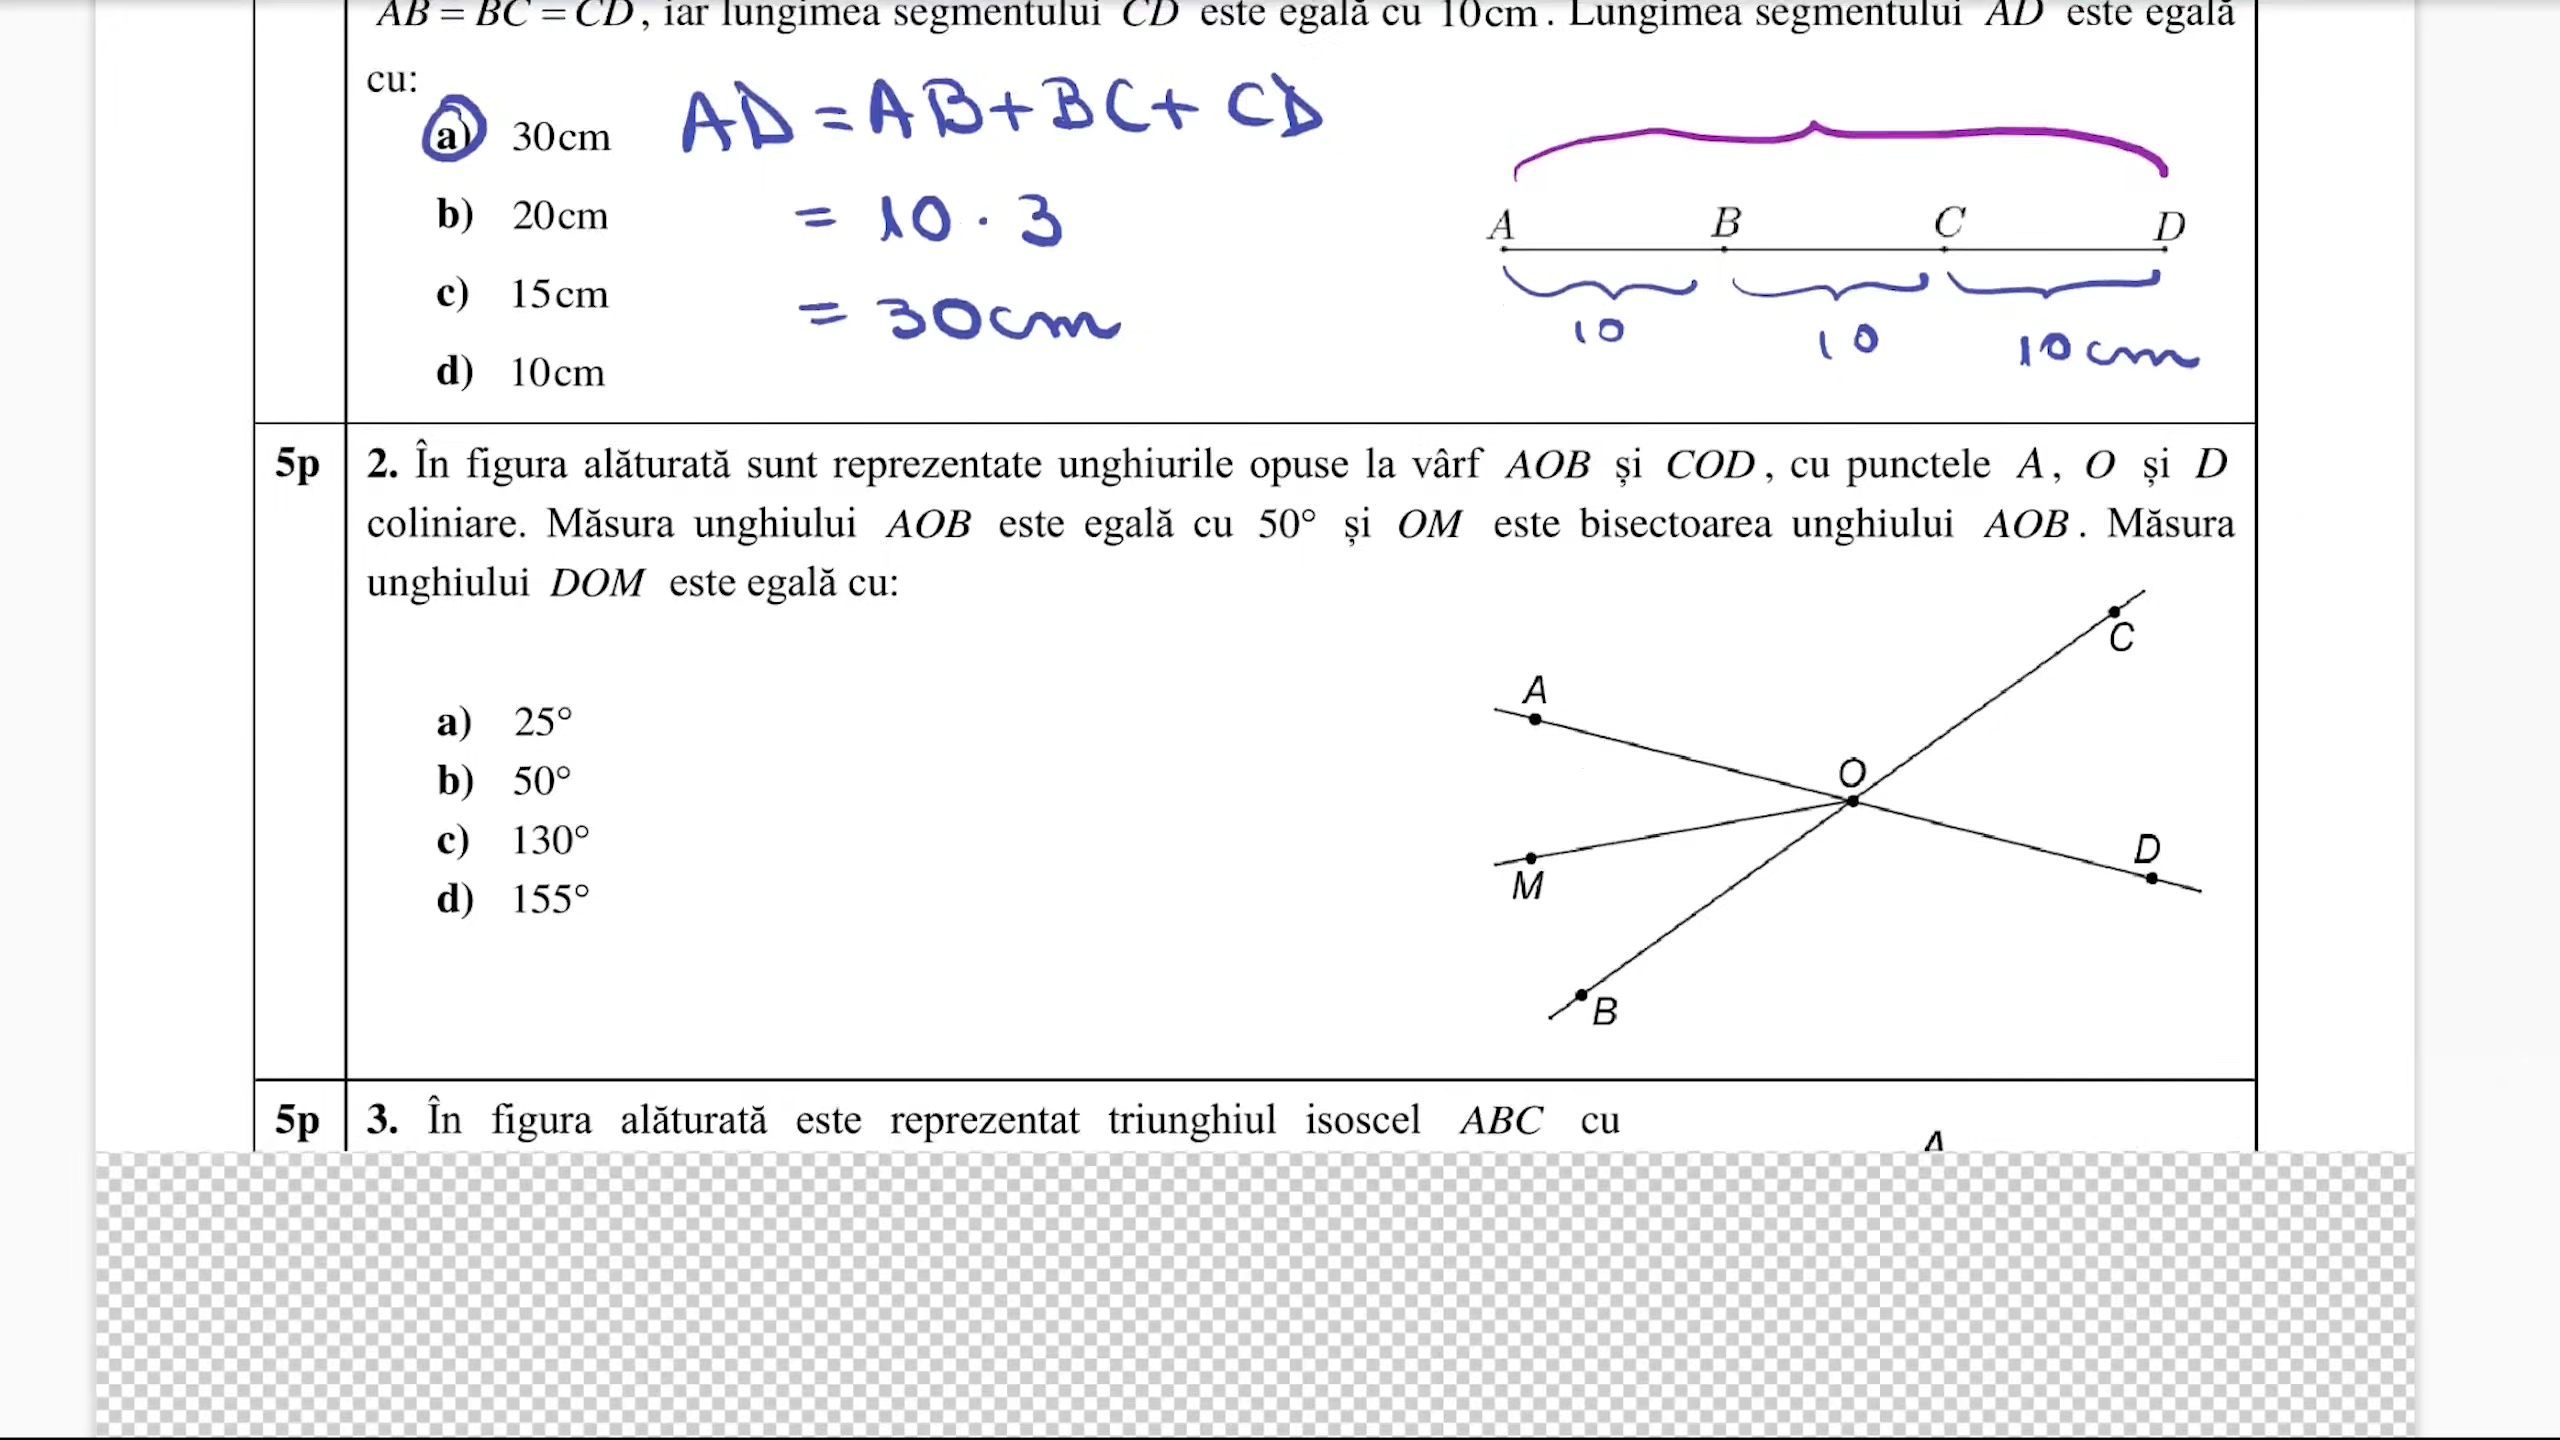 AB = BC = CD, iar lungimea segmentului CD este egală cu 10cm. Lungimea segmentului AD este egală
cu:
a) 30cm
b) 20cm
c) 15cm
d) 10cm
AD = AB + BC + CD
= 10 · 3
= 30cm
A B C D
10 10 10cm
5p 2. În figura alăturată sunt reprezentate unghiurile opuse la vârf AOB și COD, cu punctele A, O și D
coliniare. Măsura unghiului AOB este egală cu 50° și OM este bisectoarea unghiului AOB. Măsura
unghiului DOM este egală cu:
a) 25°
b) 50°
c) 130°
d) 155°
C
A
O
D
M
B
5p 3. În figura alăturată este reprezentat triunghiul isoscel ABC cu
A